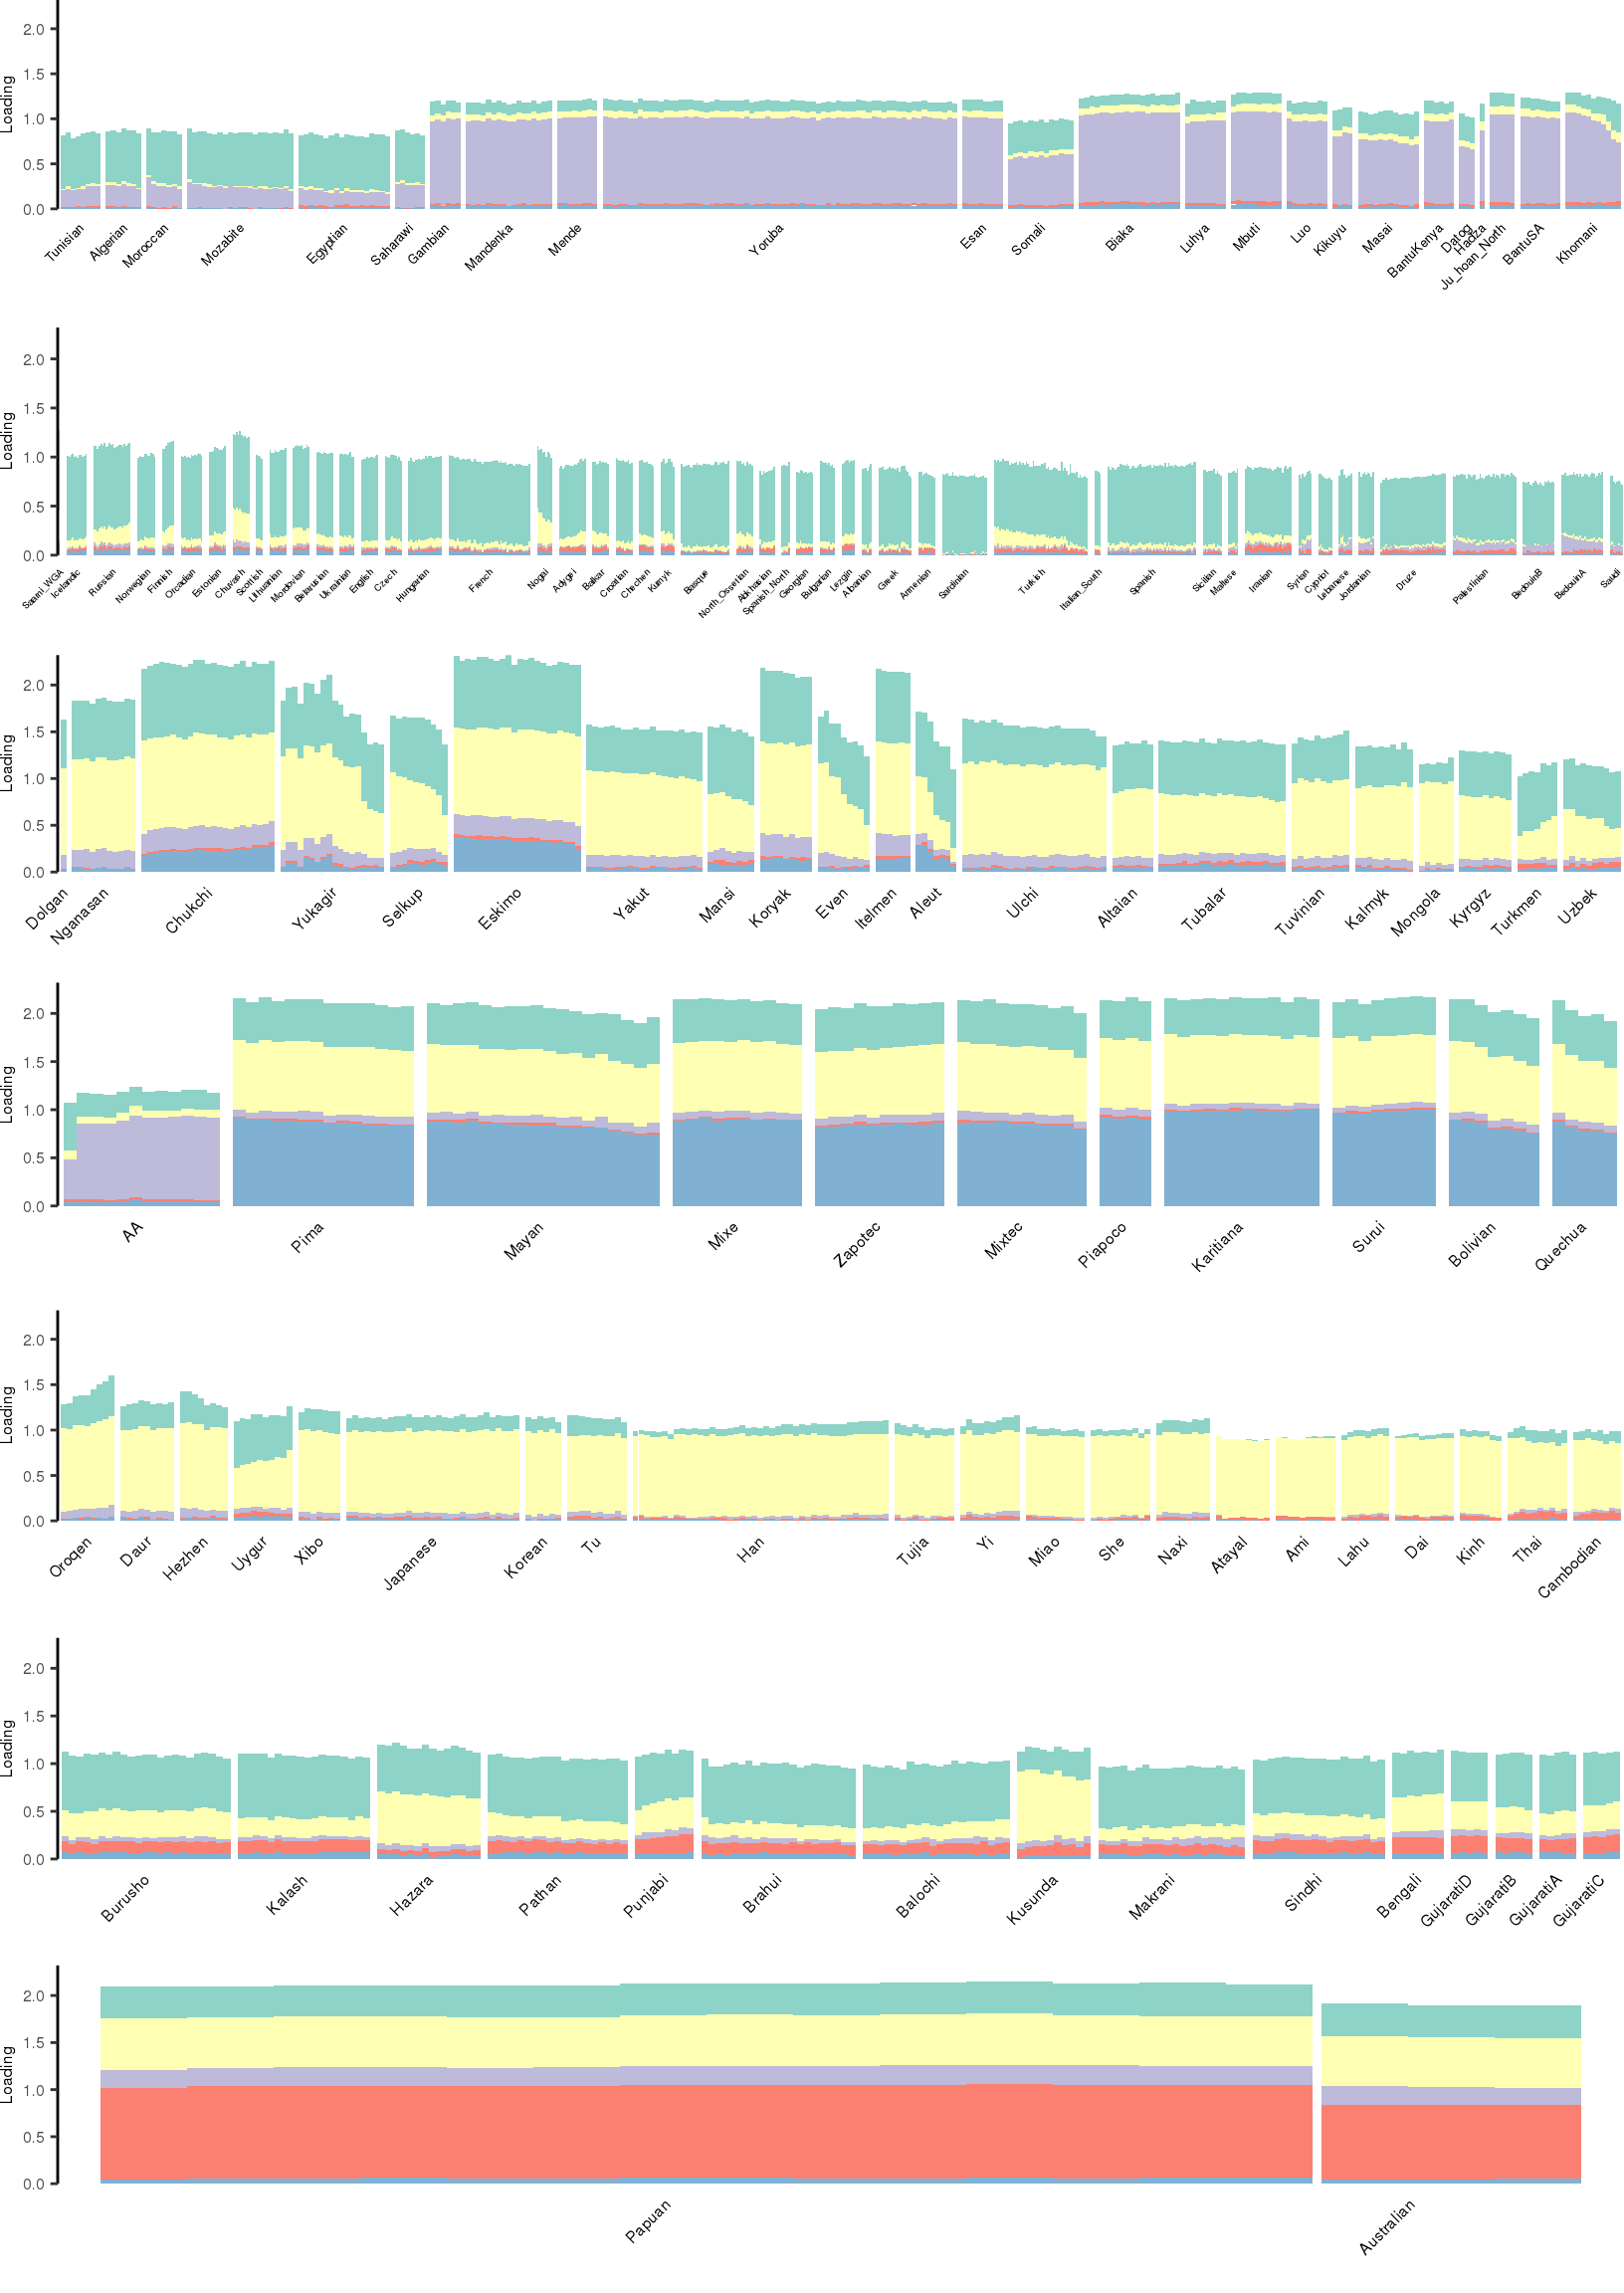 2.0
1.5
1.0
0.5
0.0
Loading
Tunisian Algerian Moroccan Mozabite Egyptian Saharawi Gambian Mandenka Mende Yoruba Esan Somali Biaka Luhya Mbuti Luo Kikuyu Masai BantuKenya Datog Hadza Ju_hoan_North BantuSA Khomani
2.0
1.5
1.0
0.5
0.0
Loading
Saami_WGA Icelandic Russian Norwegian Finnish Orcadian Estonian Chuvash Scottish Lithuanian Mordovian Belarusian Ukrainian English Czech Hungarian French Nogai Adygei Balkar Croatian Chechen Kumyk Basque North_Ossetian Abkhasian Spanish_North Georgian Bulgarian Lezgin Albanian Greek Armenian Sardinian Turkish Italian_South Spanish Sicilian Maltese Iranian Syrian Cypriot Lebanese Jordanian Druze Palestinian BedouinB BedouinA Saudi
2.0
1.5
1.0
0.5
0.0
Loading
Dolgan Nganasan Chukchi Yukagir Selkup Eskimo Yakut Mansi Koryak Even Itelmen Aleut Ulchi Altaian Tubalar Tuvinian Kalmyk Mongola Kyrgyz Turkmen Uzbek
2.0
1.5
1.0
0.5
0.0
Loading
AA Pima Mayan Mixe Zapotec Mixtec Piapoco Karitiana Surui Bolivian Quechua
2.0
1.5
1.0
0.5
0.0
Loading
Oroqen Daur Hezhen Uygur Xibo Japanese Korean Tu Han Tujia Yi Miao She Naxi Atayal Ami Lahu Dai Kinh Thai Cambodian
2.0
1.5
1.0
0.5
0.0
Loading
Burusho Kalash Hazara Pathan Punjabi Brahui Balochi Kusunda Makrani Sindhi Bengali GujaratiD GujaratiB GujaratiA GujaratiC
2.0
1.5
1.0
0.5
0.0
Loading
Papuan Australian